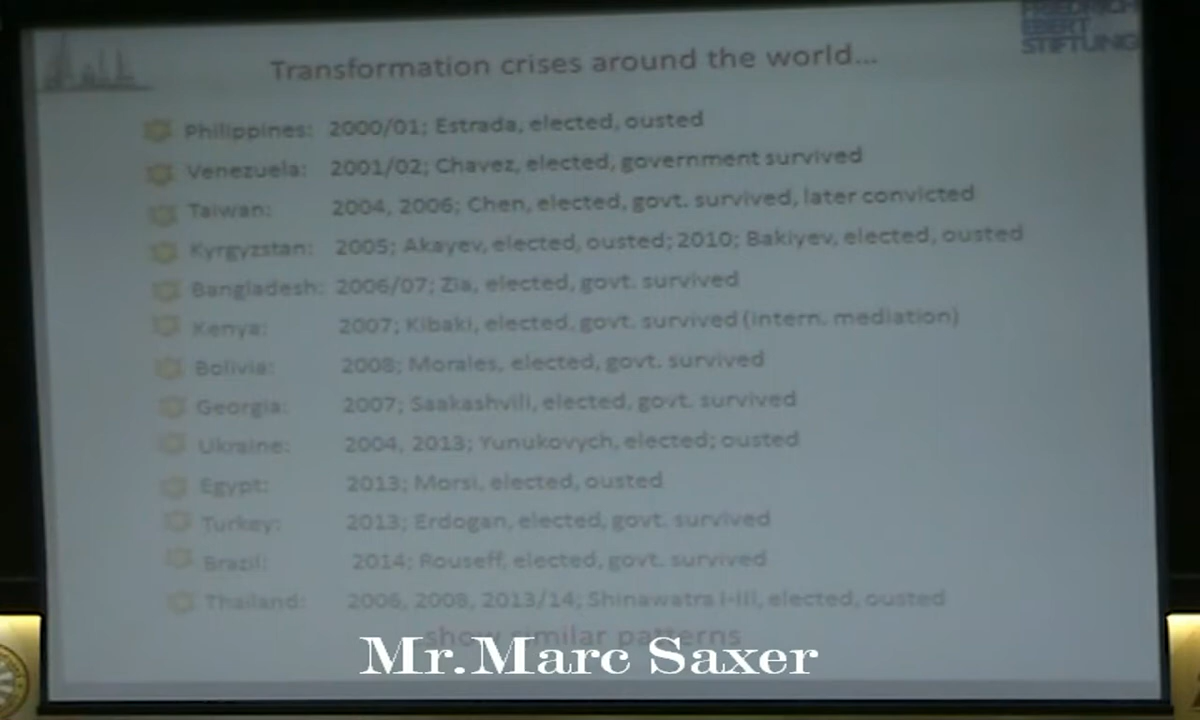 FRIEDRICH
EBERT
STIFTUNG
Transformation crises around the world...
Philippines: 2000/01; Estrada, elected, ousted
Venezuela: 2001/02; Chavez, elected, government survived
Taiwan: 2004, 2006; Chen, elected, govt. survived, later convicted
Kyrgyzstan: 2005; Akayev, elected, ousted; 2010; Bakiyev, elected, ousted
Bangladesh: 2006/07; Zia, elected, govt. survived
Kenya: 2007; Kibaki, elected, govt. survived (intern. mediation)
Bolivia: 2008; Morales, elected, govt. survived
Georgia: 2007; Saakashvili, elected, govt. survived
Ukraine: 2004, 2013; Yunukovych, elected; ousted
Egypt: 2013; Morsi, elected, ousted
Turkey: 2013; Erdogan, elected, govt. survived
Brazil: 2014; Rouseff, elected, govt. survived
Thailand: 2006, 2008, 2013/14; Shinawatra I-III, elected, ousted
show similar patterns
Mr.Marc Saxer